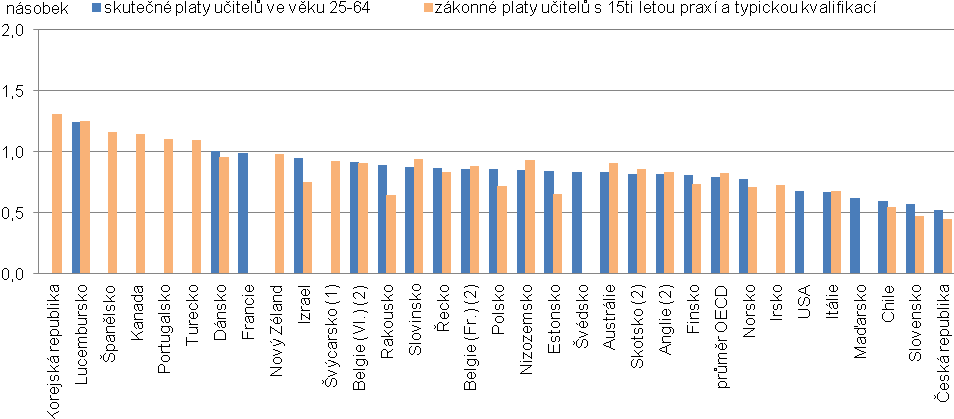 násobek
skutečné platy učitelů ve věku 25-64
zákonné platy učitelů s 15ti letou praxí a typickou kvalifikací
2,0
1,5
1,0
0,5
0,0
Korejská republika
Lucembursko
Španělsko
Kanada
Portugalsko
Turecko
Dánsko
Francie
Nový Zéland
Izrael
Švýcarsko (1)
Belgie (Vl.) (2)
Rakousko
Slovinsko
Řecko
Belgie (Fr.) (2)
Polsko
Nizozemsko
Estonsko
Švédsko
Austrálie
Skotsko (2)
Anglie (2)
Finsko
průměr OECD
Norsko
Irsko
USA
Itálie
Maďarsko
Chile
Slovensko
Česká republika